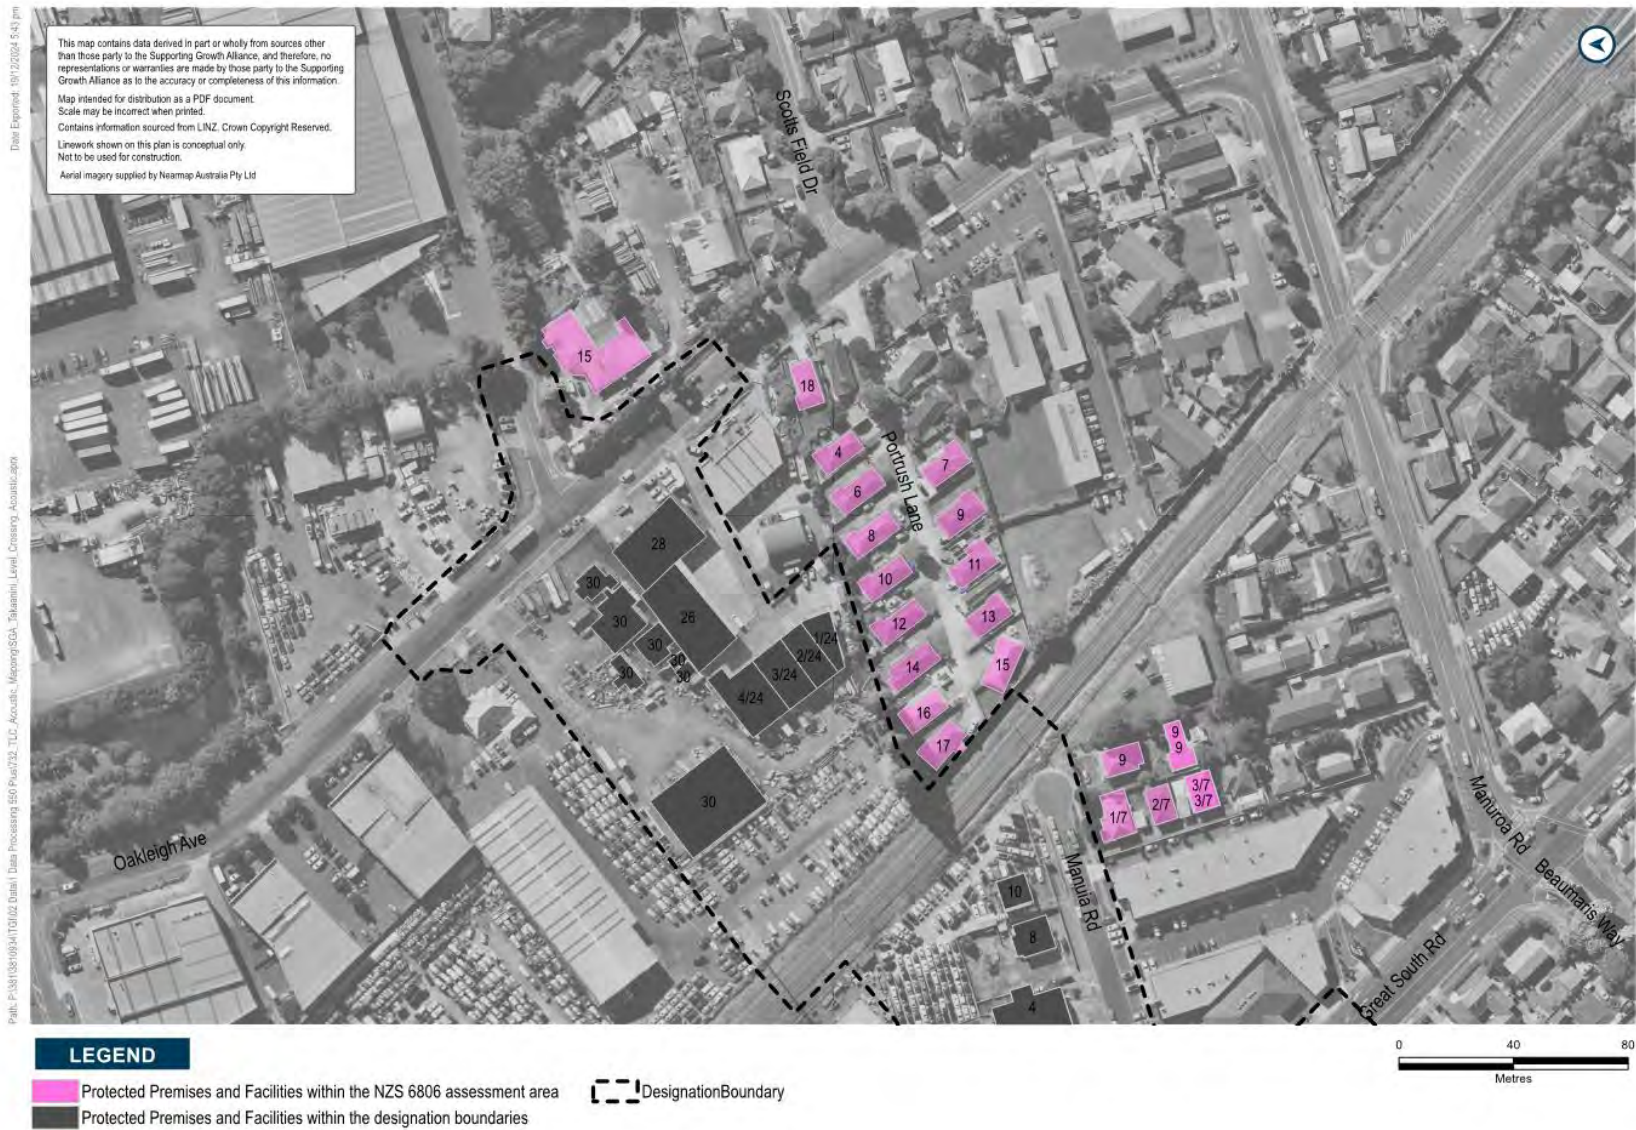 Date Exported: 19/12/2024 5:43 pm
This map contains data derived in part or wholly from sources other
than those party to the Supporting Growth Alliance, and therefore, no
representations or warranties are made by those party to the Supporting
Growth Alliance as to the accuracy or completeness of this information.
Map intended for distribution as a PDF document.
Scale may be incorrect when printed.
Contains information sourced from LINZ. Crown Copyright Reserved.
Linework shown on this plan is conceptual only.
Not to be used for construction.
Aerial imagery supplied by Nearmap Australia Pty Ltd
Scotts Field Dr
15
18
4
Portrush Lane
7
6
9
8
28
11
30
10
26
13
30
12
1/24
30
2/24
30
14
15
3/24
30
30
4/24
16
17
9
9
9
30
3/7
3/7
2/7
1/7
Manuroa Rd
Oakleigh Ave
Manuia Rd
Beaumaris Way
10
8
Great South Rd
4
LEGEND
Protected Premises and Facilities within the NZS 6806 assessment area
DesignationBoundary
Protected Premises and Facilities within the designation boundaries
0 40 80
Metres